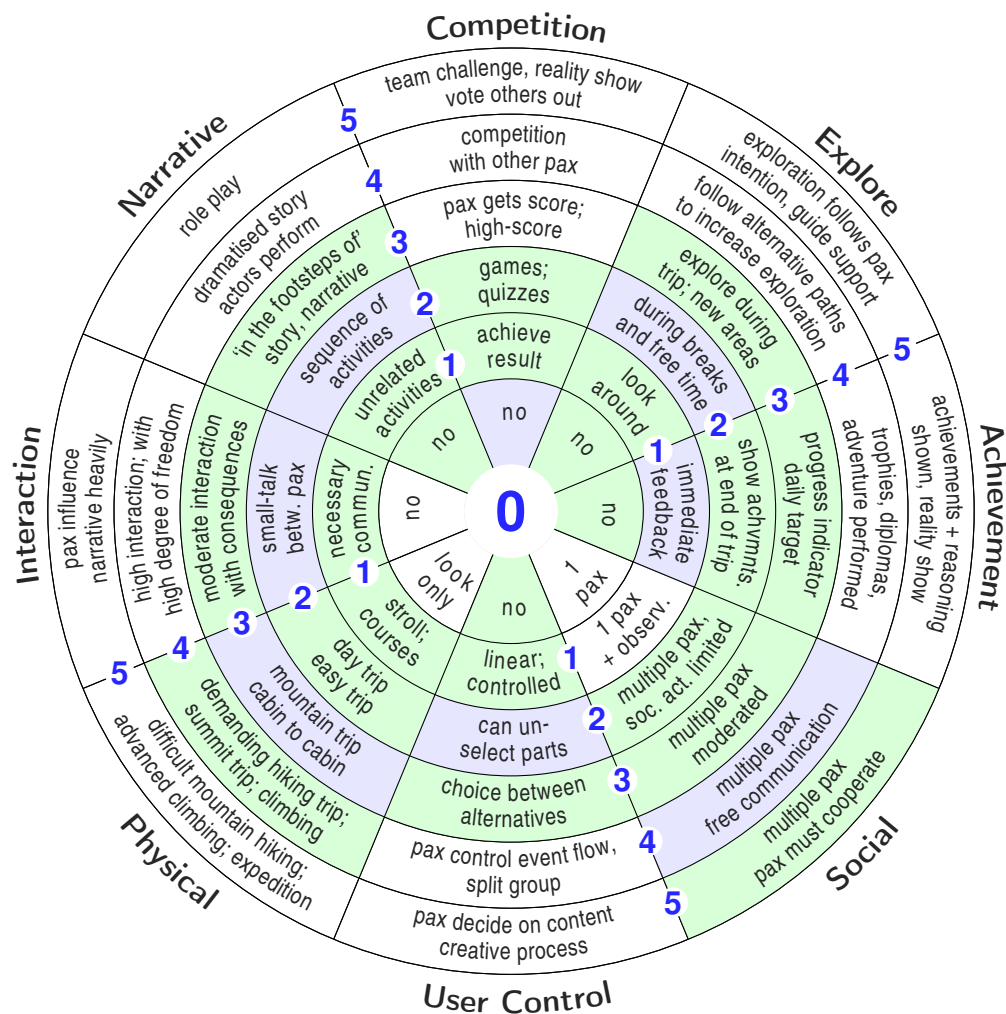 Competition
team challenge, reality show
vote others out
competition
with other pax
pax gets score;
high-score
games;
quizzes
achieve
result
no
Explore
exploration follows pax
intention, guide support
follow alternative paths
to increase exploration
explore during
trip; new areas
during breaks
and free time
look
around
no
5
4
3
2
1
Achievement
achievements + reasoning
shown, reality show
trophies, diplomas,
adventure performed
progress indicator
daily target
show achvmnts.
at end of trip
immediate
feedback
no
Social
multiple pax
pax must cooperate
multiple pax
free communication
multiple pax
moderated
multiple pax,
soc. act. limited
1 pax
+ observ.
1
pax
1
2
3
4
5
User Control
no
linear;
controlled
can un-
select parts
choice between
alternatives
pax control event flow,
split group
pax decide on content
creative process
Physical
look
only
stroll;
courses
day trip
easy trip
mountain trip
cabin to cabin
demanding hiking trip;
summit trip; climbing
difficult mountain hiking;
advanced climbing; expedition
1
2
3
4
5
Interaction
pax influence
narrative heavily
high interaction; with
high degree of freedom
moderate interaction
with consequences
small-talk
betw. pax
necessary
commun.
no
Narrative
role play
dramatised story
actors perform
'in the footsteps of'
story, narrative
sequence of
activities
unrelated
activities
no
5
4
3
2
1
0